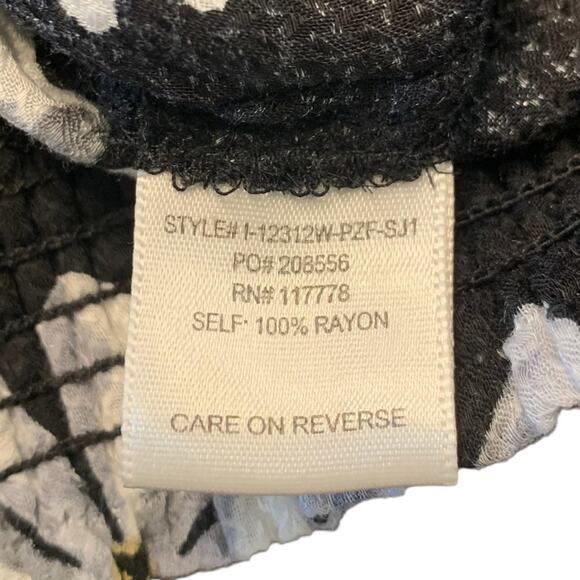 STYLE# I-12312W-PZF-SJ1
PO# 208556
RN# 117778
SELF: 100% RAYON
CARE ON REVERSE